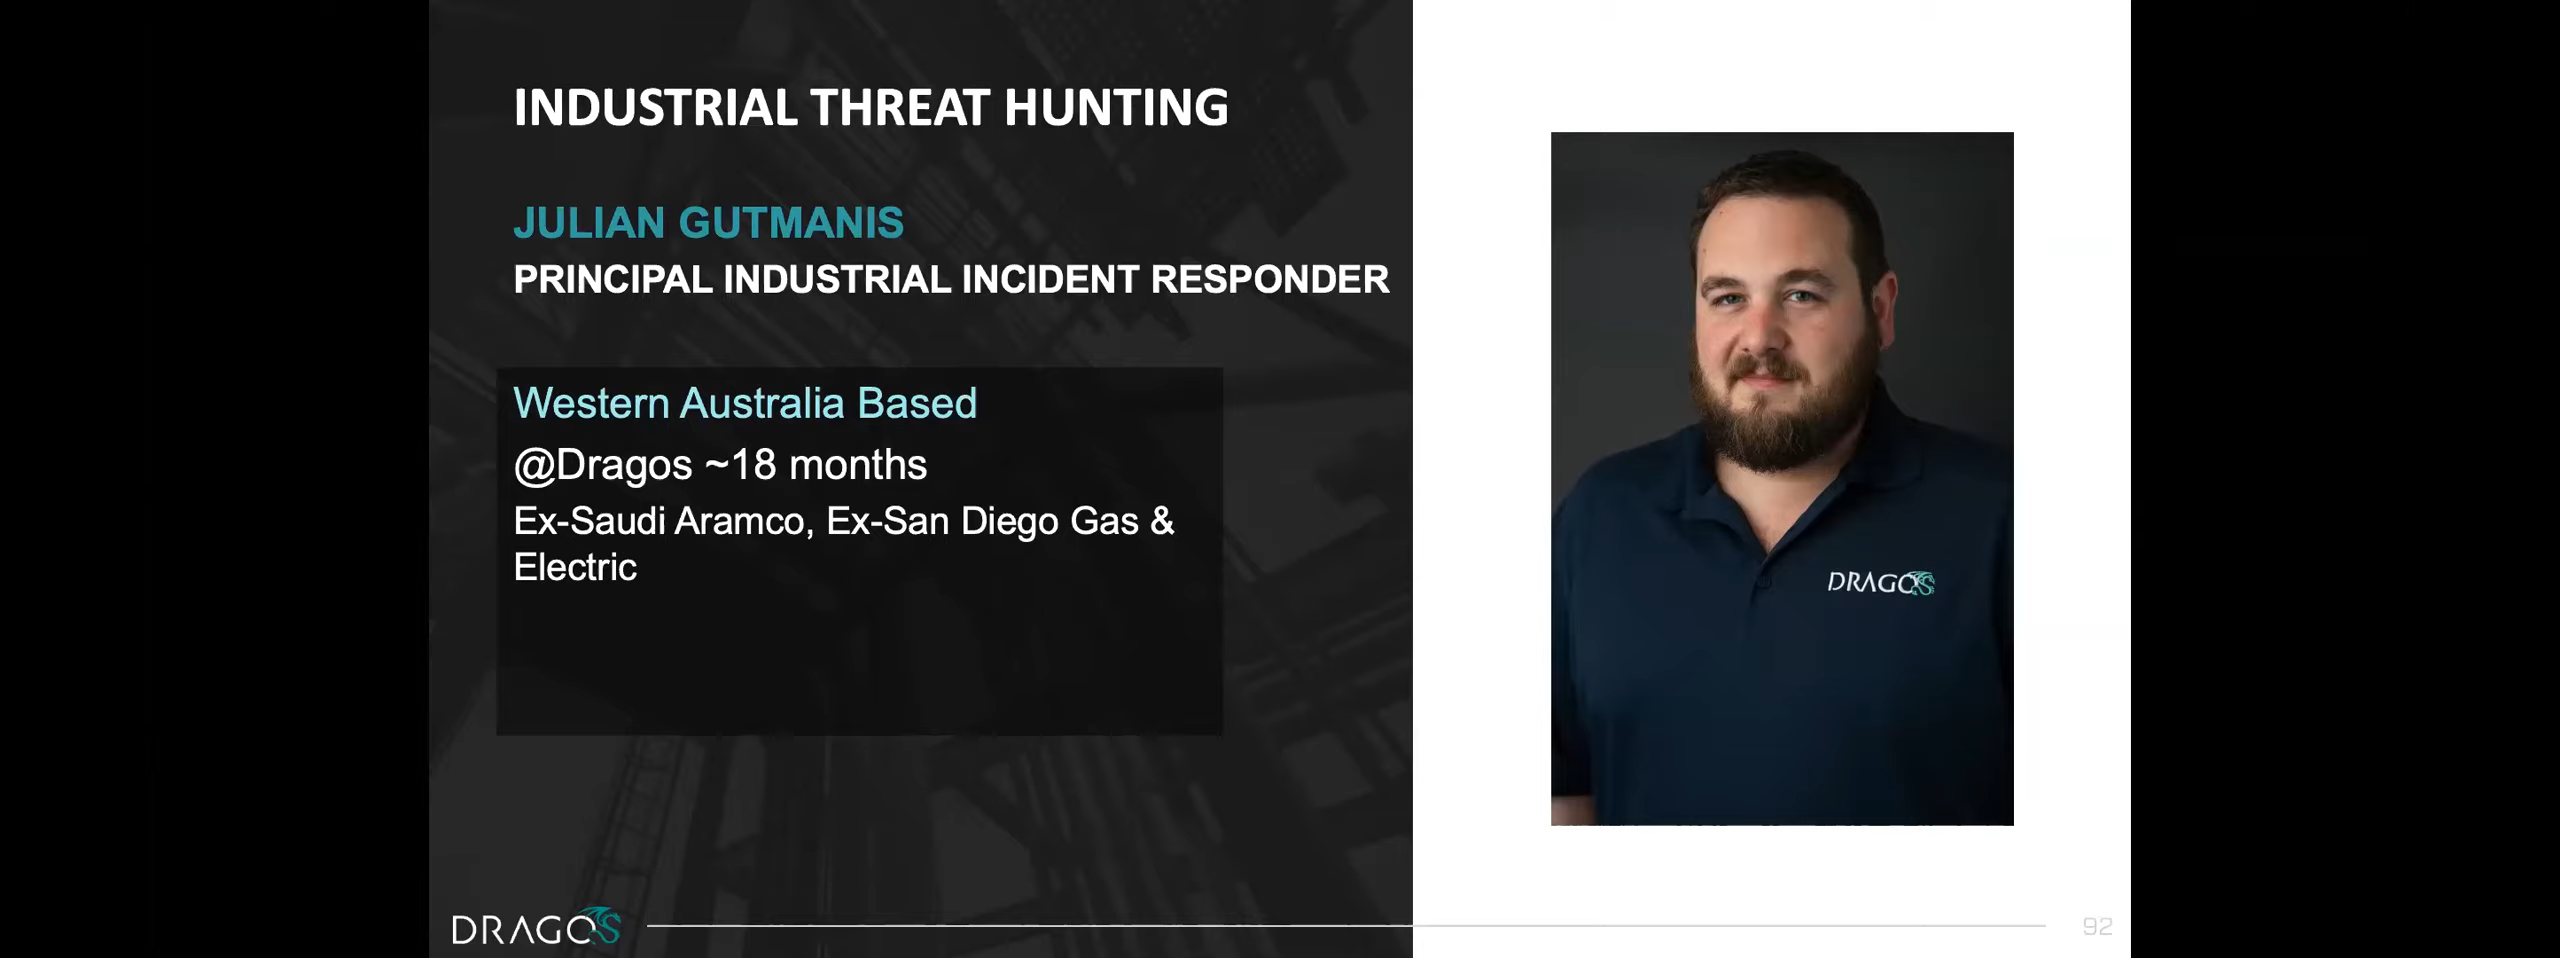 INDUSTRIAL THREAT HUNTING
JULIAN GUTMANIS
PRINCIPAL INDUSTRIAL INCIDENT RESPONDER
Western Australia Based
@Dragos ~18 months
Ex-Saudi Aramco, Ex-San Diego Gas &
Electric
DRAGOS
DRAGOS
92